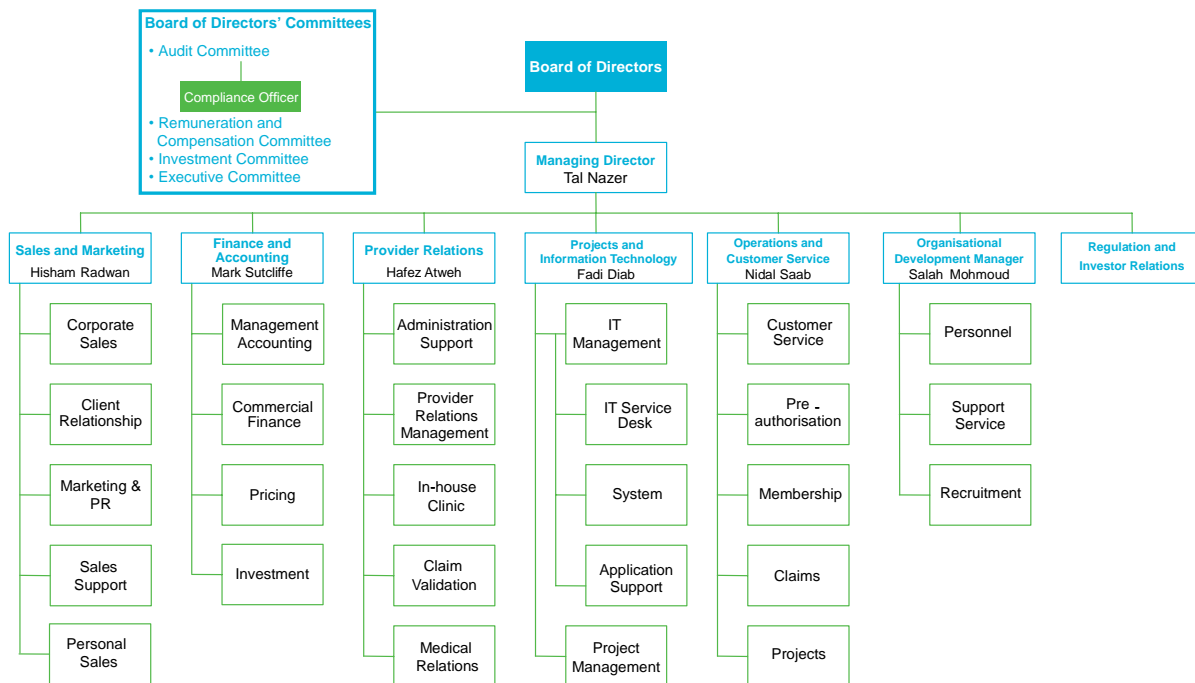 Board of Directors' Committees
• Audit Committee
Compliance Officer
• Remuneration and
Compensation Committee
• Investment Committee
• Executive Committee
Board of Directors
Managing Director
Tal Nazer
Sales and Marketing
Hisham Radwan
Corporate
Sales
Client
Relationship
Marketing &
PR
Sales
Support
Personal
Sales
Finance and
Accounting
Mark Sutcliffe
Management
Accounting
Commercial
Finance
Pricing
Investment
Provider Relations
Hafez Atweh
Administration
Support
Provider
Relations
Management
In-house
Clinic
Claim
Validation
Medical
Relations
Projects and
Information Technology
Fadi Diab
IT
Management
IT Service
Desk
System
Application
Support
Project
Management
Operations and
Customer Service
Nidal Saab
Customer
Service
Pre -
authorisation
Membership
Claims
Projects
Organisational
Development Manager
Salah Mohmoud
Personnel
Support
Service
Recruitment
Regulation and
Investor Relations